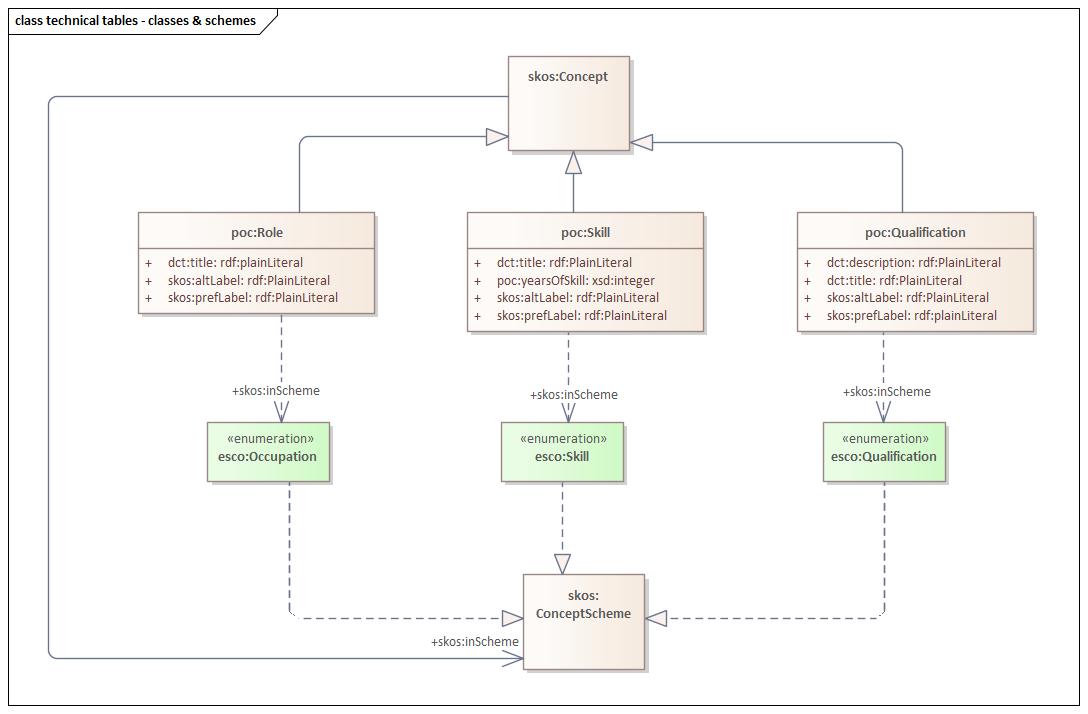 class technical tables - classes & schemes
skos:Concept
poc:Role
+ dct:title: rdf:plainLiteral
+ skos:altLabel: rdf:PlainLiteral
+ skos:prefLabel: rdf:PlainLiteral
poc:Skill
+ dct:title: rdf:PlainLiteral
+ poc:yearsOfSkill: xsd:integer
+ skos:altLabel: rdf:PlainLiteral
+ skos:prefLabel: rdf:PlainLiteral
poc:Qualification
+ dct:description: rdf:PlainLiteral
+ dct:title: rdf:PlainLiteral
+ skos:altLabel: rdf:PlainLiteral
+ skos:prefLabel: rdf:plainLiteral
+skos:inScheme
+skos:inScheme
+skos:inScheme
«enumeration»
esco:Occupation
«enumeration»
esco:Skill
«enumeration»
esco:Qualification
skos:
ConceptScheme
+skos:inScheme